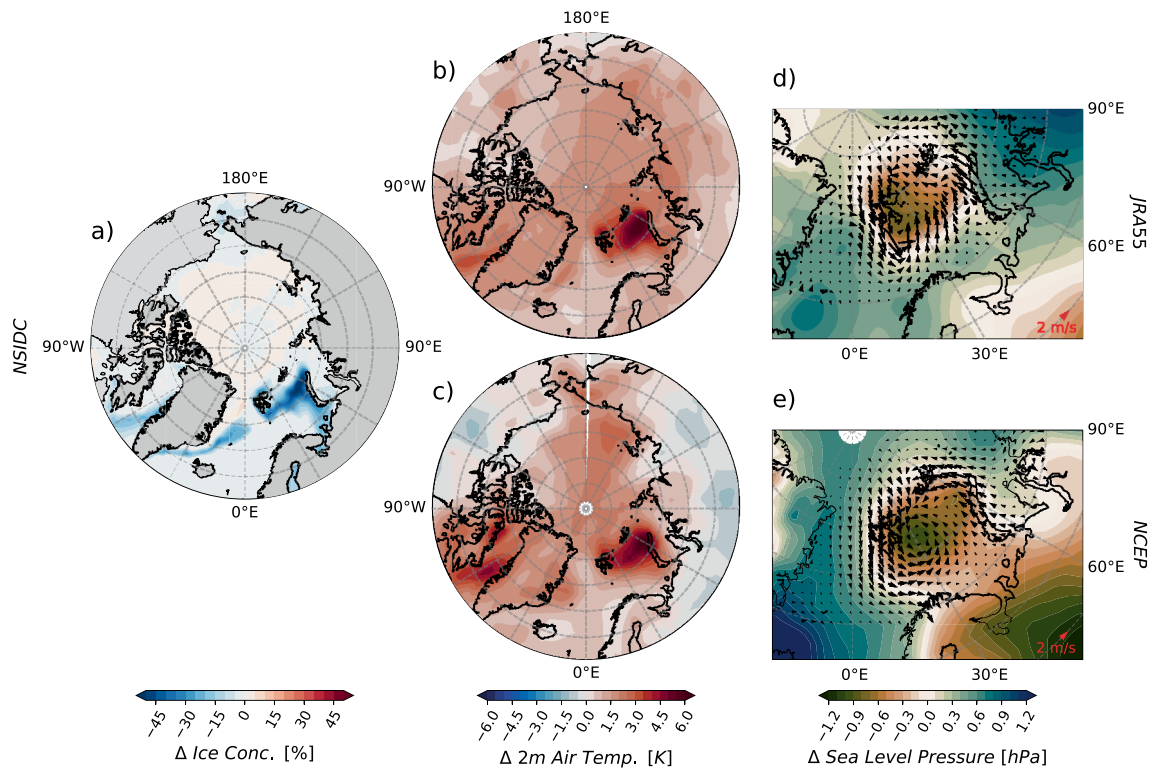 180°E
b)
d)
90°E
180°E
a)
90°W
JRA55
60°E
2 m/s
NSIDC
90°W
90°E
0°E
30°E
c)
e)
90°E
0°E
90°W
NCEP
60°E
2 m/s
0°E
0°E
30°E
−45
−30
−15
0
15
30
45
−6.0
−4.5
−3.0
−1.5
0.0
1.5
3.0
4.5
6.0
−1.2
−0.9
−0.6
−0.3
0.0
0.3
0.6
0.9
1.2
Δ Ice Conc. [%]
Δ 2m Air Temp. [K]
Δ Sea Level Pressure [hPa]